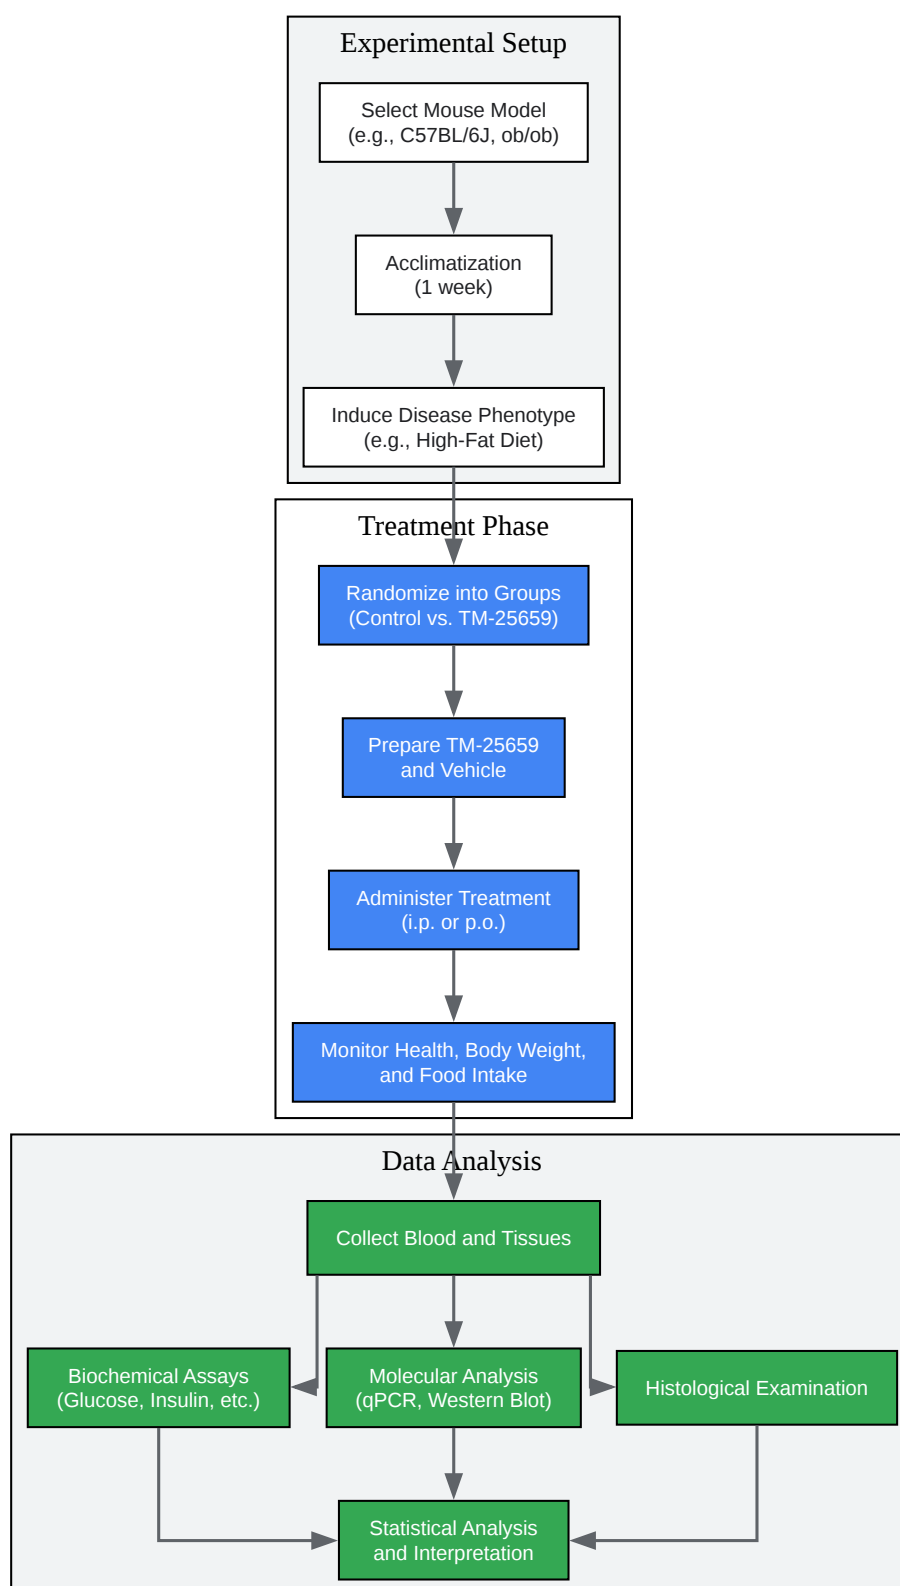 Experimental Setup
Select Mouse Model
(e.g., C57BL/6J, ob/ob)
Acclimatization
(1 week)
Induce Disease Phenotype
(e.g., High-Fat Diet)
Treatment Phase
Randomize into Groups
(Control vs. TM-25659)
Prepare TM-25659
and Vehicle
Administer Treatment
(i.p. or p.o.)
Monitor Health, Body Weight,
and Food Intake
Data Analysis
Collect Blood and Tissues
Biochemical Assays
(Glucose, Insulin, etc.)
Molecular Analysis
(qPCR, Western Blot)
Histological Examination
Statistical Analysis
and Interpretation